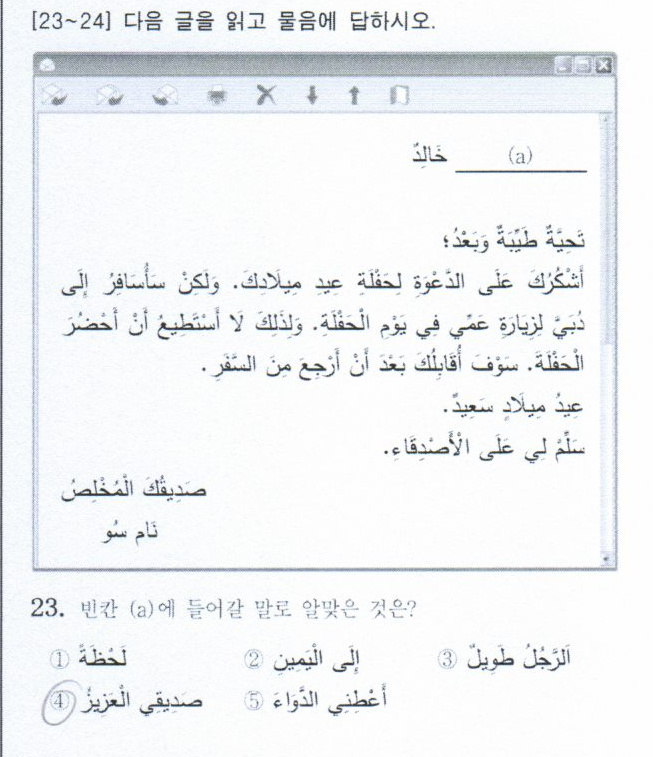 [23~24] 다음 글을 읽고 물음에 답하시오.
(a) خَالِدٌ
تَحِيَّةٌ طَيِّبَةٌ وَبَعْدُ؛
أَشْكُرُكَ عَلَى الدَّعْوَةِ لِحَفْلَةِ عِيدِ مِيلَادِكَ. وَلَكِنْ سَأُسَافِرُ إِلَى
دُبَيَّ لِزِيَارَةِ عَمِّي فِي يَوْمِ الْحَفْلَةِ. وَلِذَلِكَ لَا أَسْتَطِيعُ أَنْ أَحْضُرَ
الْحَفْلَةَ. سَوْفَ أُقَابِلُكَ بَعْدَ أَنْ أَرْجِعَ مِنَ السَّفَرِ.
عِيدُ مِيلَادٍ سَعِيدٌ.
سَلِّمْ لِي عَلَى الْأَصْدِقَاءِ.
صَدِيقُكَ الْمُخْلِصُ
نَام سُو
23. 빈칸 (a)에 들어갈 말로 알맞은 것은?
① لَحْظَةً ② إِلَى الْيَمِينِ ③ اَلرَّجُلُ طَوِيلٌ
④ صَدِيقِي الْعَزِيزُ ⑤ أَعْطِنِي الدَّوَاءَ